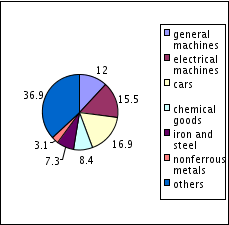 12
15.5
16.9
8.4
7.3
3.1
36.9
general
machines
electrical
machines
cars
chemical
goods
iron and
steel
nonferrous
metals
others